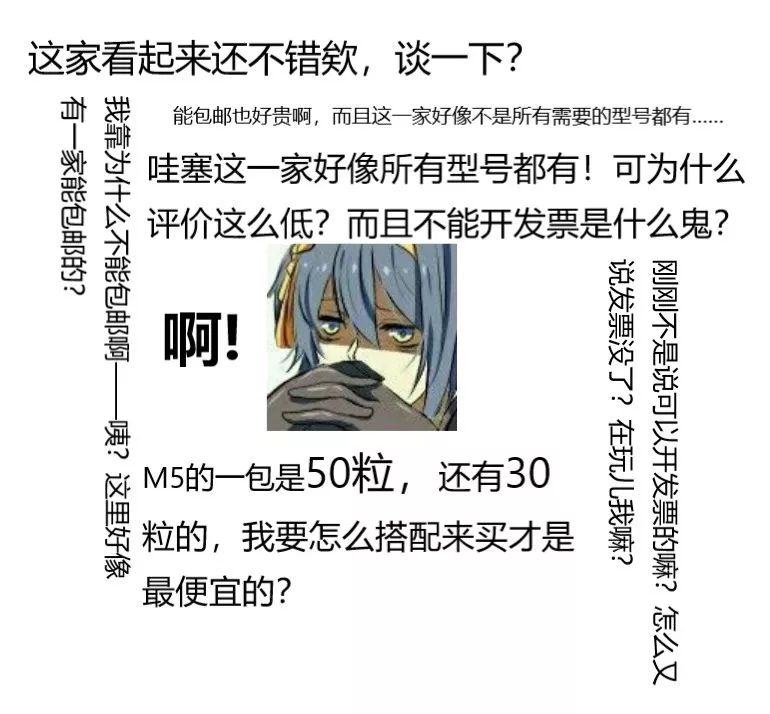 这家看起来还不错欸，谈一下？
我靠为什么不能包邮啊——咦？这里好像
有一家能包邮的？
能包邮也好贵啊，而且这一家好像不是所有需要的型号都有......
哇塞这一家好像所有型号都有！可为什么
评价这么低？而且不能开发票是什么鬼？
啊!
刚刚不是说可以开发票的嘛？怎么又
说发票没了？在玩儿我嘛？
M5的一包是50粒，还有30
粒的，我要怎么搭配来买才是
最便宜的？